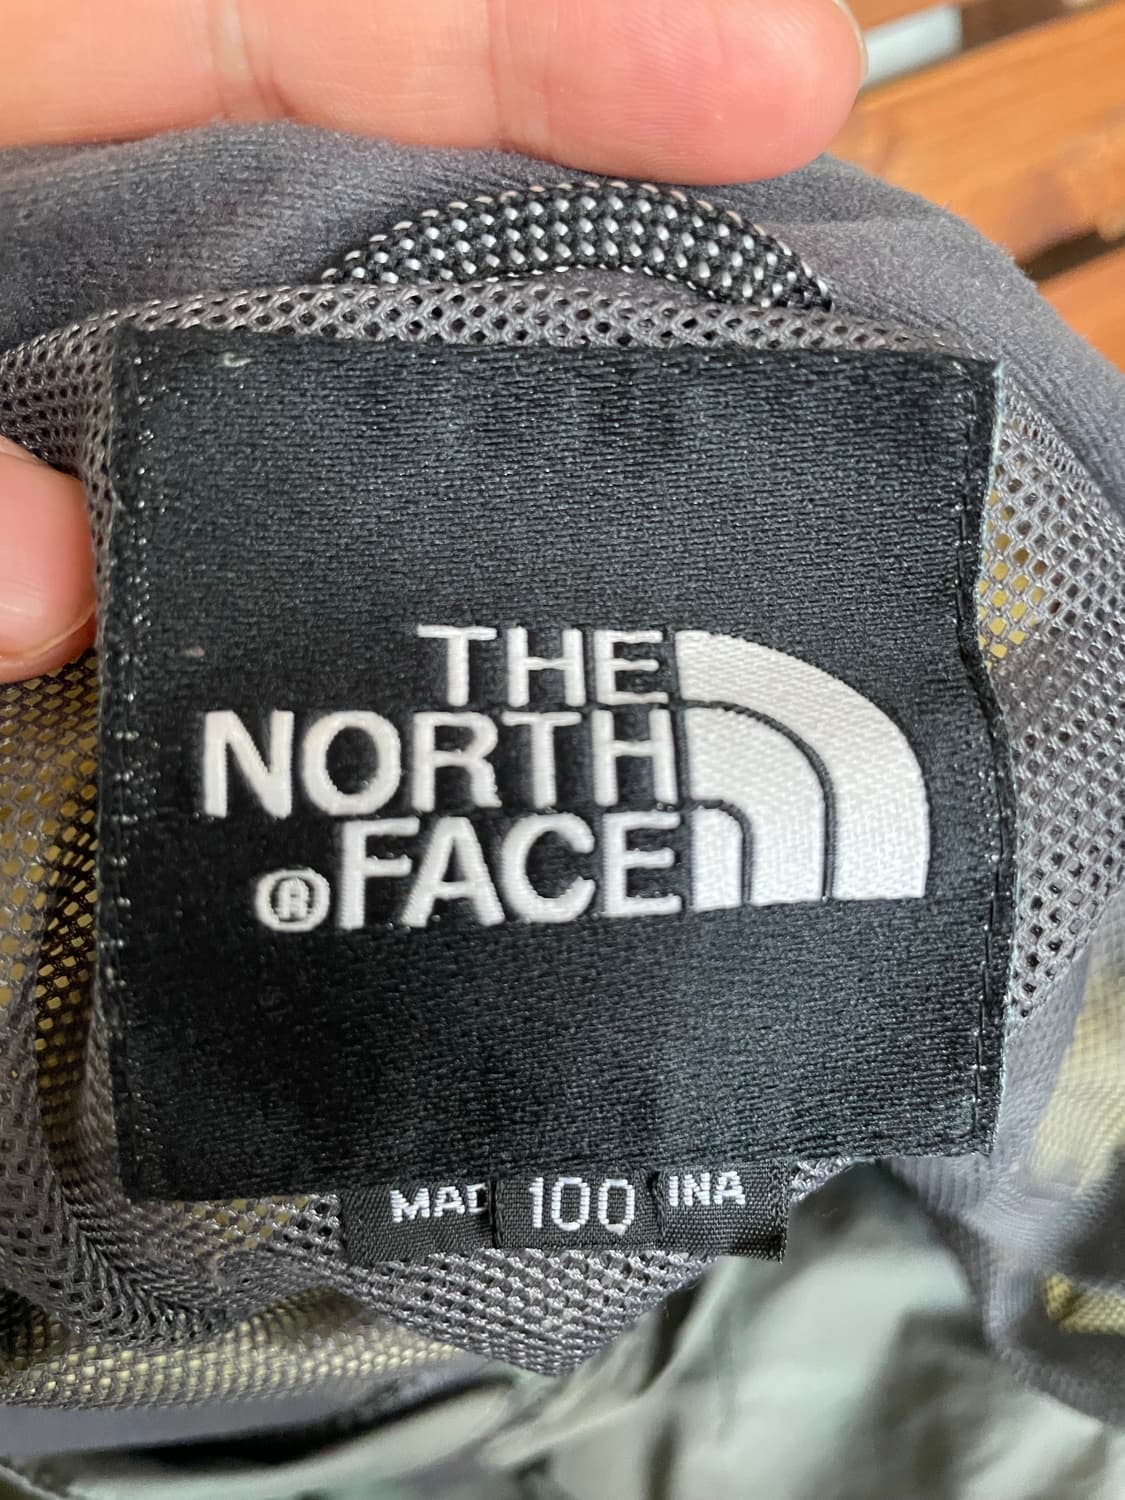 THE
NORTH
® FACE
MAD 100 INA